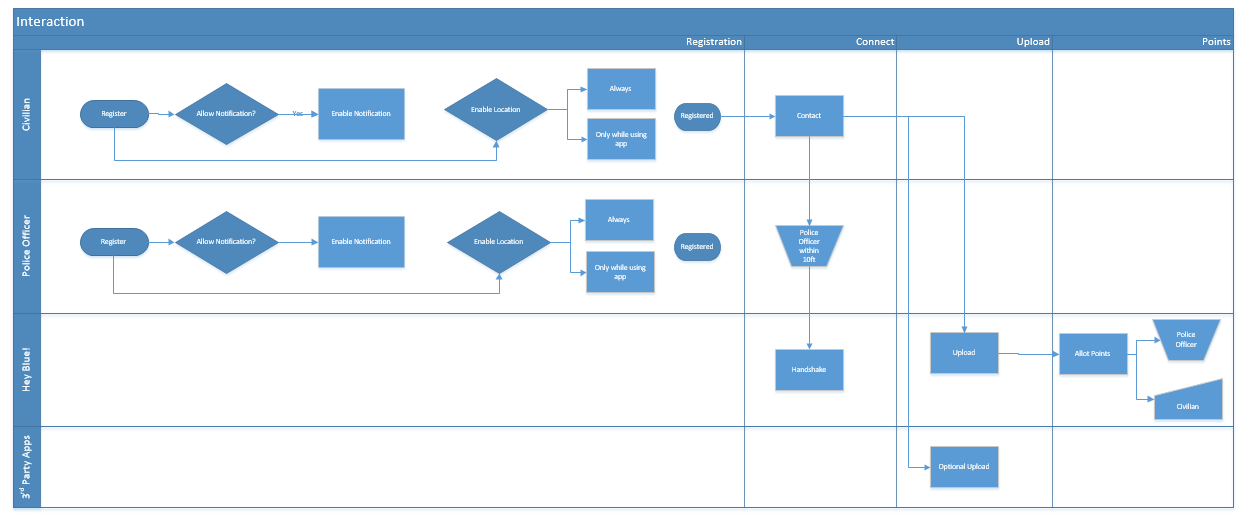 Interaction
Registration
Connect
Upload
Points
Civilian
Register
Allow Notification?
Yes
Enable Notification
Enable Location
Always
Only while using
app
Registered
Contact
Police Officer
Register
Allow Notification?
Enable Notification
Enable Location
Always
Only while using
app
Registered
Police
Officer
within
10ft
Hey Blue!
Handshake
Upload
Allot Points
Police
Officer
Civilian
3rd Party Apps
Optional Upload